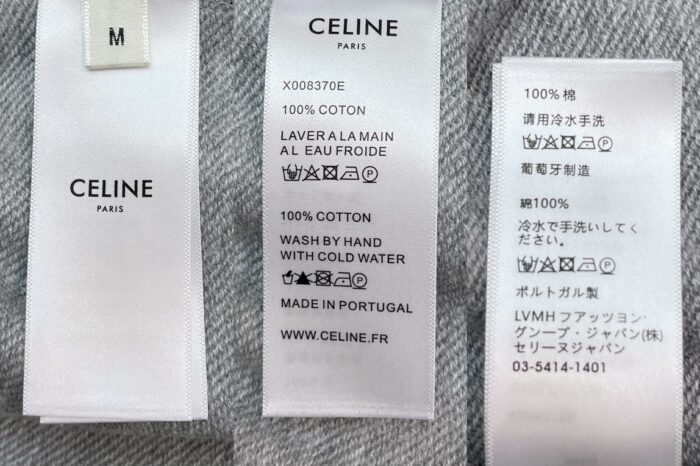 M
CELINE
PARIS
CELINE
PARIS
X008370E
100% COTON
LAVER A LA MAIN
A L EAU FROIDE
100% COTTON
WASH BY HAND
WITH COLD WATER
MADE IN PORTUGAL
WWW.CELINE.FR
100% 棉
请用冷水手洗
葡萄牙制造
綿100%
冷水で手洗いしてく
ださい。
ポルトガル製
LVMH フアッツヨン·
グンープ・ジャパン(株)
セリーヌジャパン
03-5414-1401